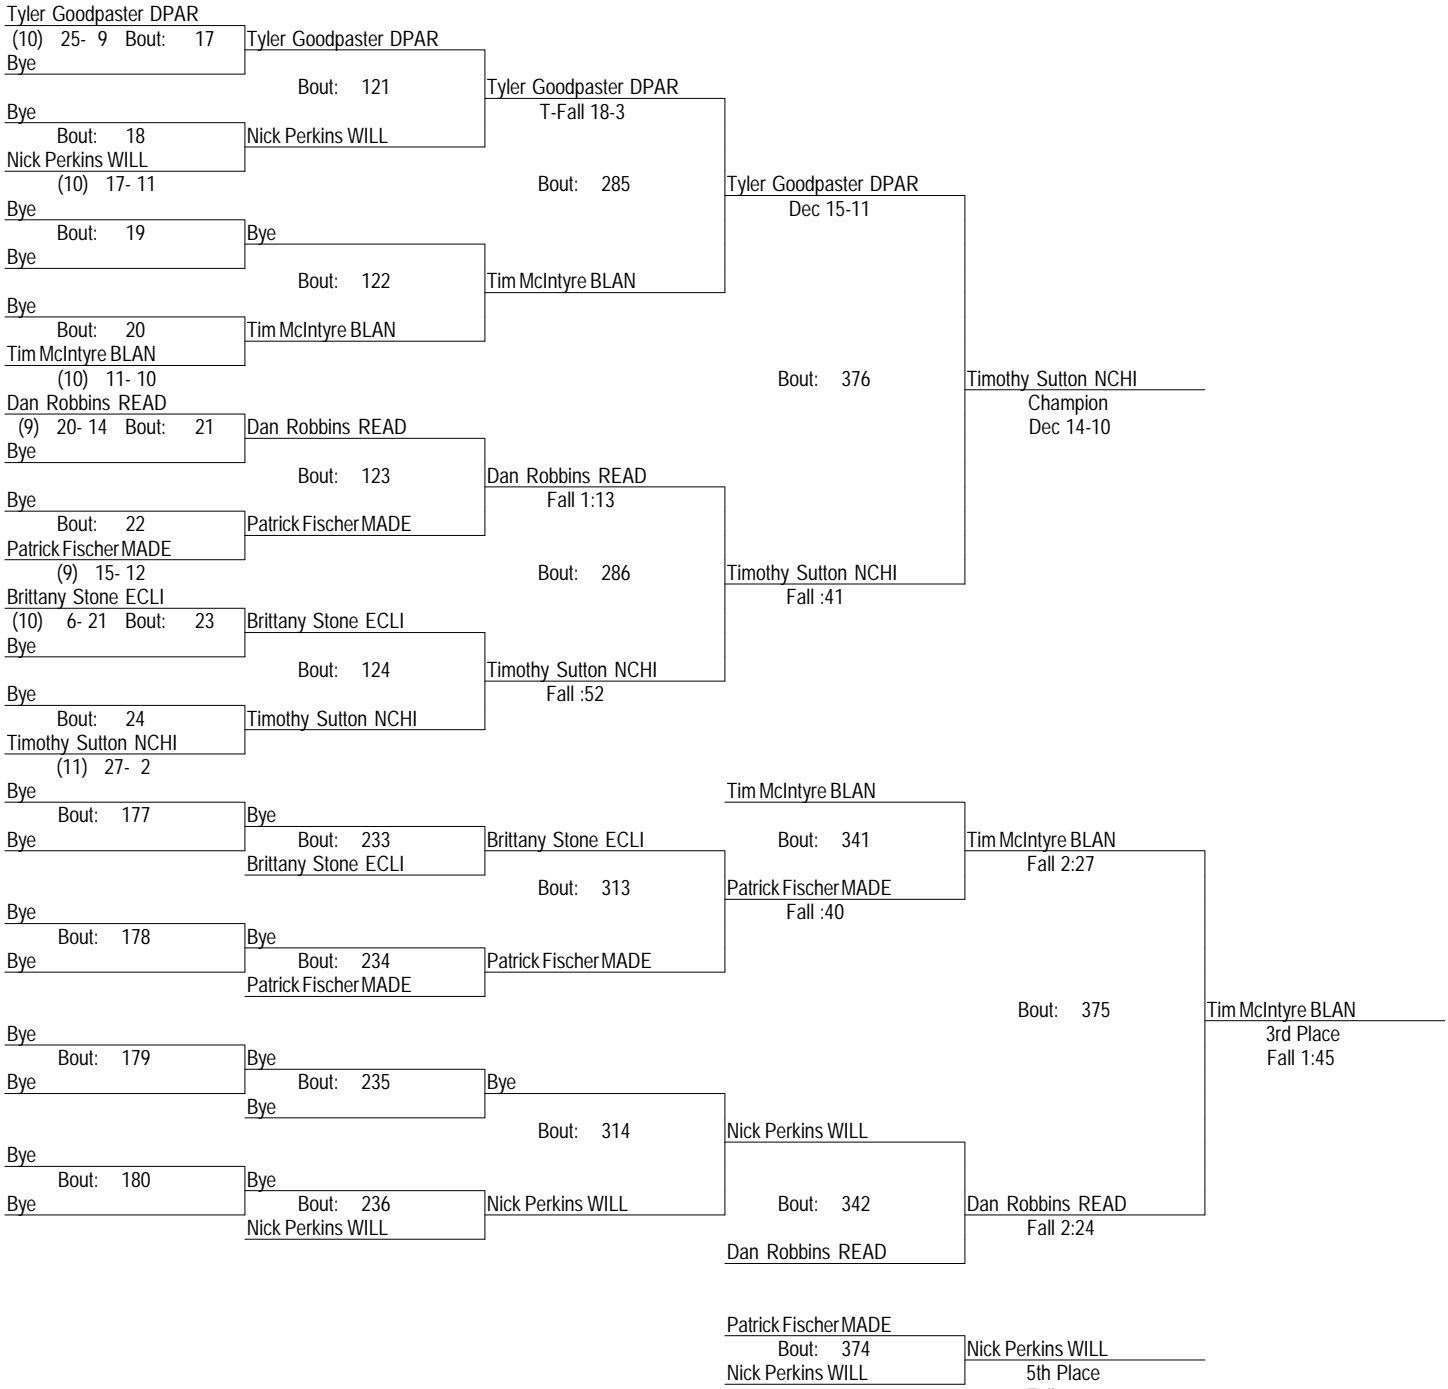 Tyler Goodpaster DPAR
(10) 25- 9 Bout: 17 Tyler Goodpaster DPAR
Bye
Bout: 121 Tyler Goodpaster DPAR
Bye T-Fall 18-3
Bout: 18 Nick Perkins WILL
Nick Perkins WILL
(10) 17- 11 Bout: 285 Tyler Goodpaster DPAR
Bye Dec 15-11
Bout: 19 Bye
Bye
Bout: 122 Tim McIntyre BLAN
Bye
Bout: 20 Tim McIntyre BLAN
Tim McIntyre BLAN
(10) 11- 10 Bout: 376 Timothy Sutton NCHI
Dan Robbins READ Champion
(9) 20- 14 Bout: 21 Dan Robbins READ Dec 14-10
Bye
Bout: 123 Dan Robbins READ
Bye Fall 1:13
Bout: 22 Patrick Fischer MADE
Patrick Fischer MADE
(9) 15- 12 Bout: 286 Timothy Sutton NCHI
Brittany Stone ECLI Fall :41
(10) 6- 21 Bout: 23 Brittany Stone ECLI
Bye
Bout: 124 Timothy Sutton NCHI
Bye Fall :52
Bout: 24 Timothy Sutton NCHI
Timothy Sutton NCHI
(11) 27- 2
Bye Tim McIntyre BLAN
Bout: 177 Bye
Bye Bout: 233 Brittany Stone ECLI Bout: 341 Tim McIntyre BLAN
Brittany Stone ECLI Fall 2:27
Bout: 313 Patrick Fischer MADE
Bye Fall :40
Bout: 178 Bye
Bye Bout: 234 Patrick Fischer MADE
Patrick Fischer MADE
Bout: 375 Tim McIntyre BLAN
Bye 3rd Place
Bout: 179 Bye Fall 1:45
Bye Bout: 235 Bye
Bye
Bout: 314 Nick Perkins WILL
Bye
Bout: 180 Bye
Bye Bout: 236 Nick Perkins WILL Bout: 342 Dan Robbins READ
Nick Perkins WILL Fall 2:24
Dan Robbins READ
Patrick Fischer MADE
Bout: 374 Nick Perkins WILL
Nick Perkins WILL 5th Place